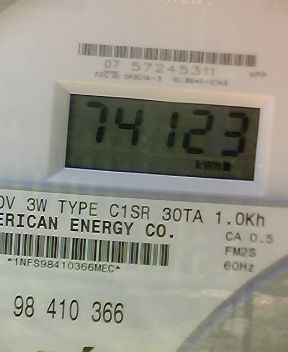 07 57245311
74123
kWh
0V 3W TYPE C1SR 30TA 1.0Kh
ERICAN ENERGY CO.
CA 0.5
FM2S
*1NFS98410366MEC*
60Hz
98 410 366